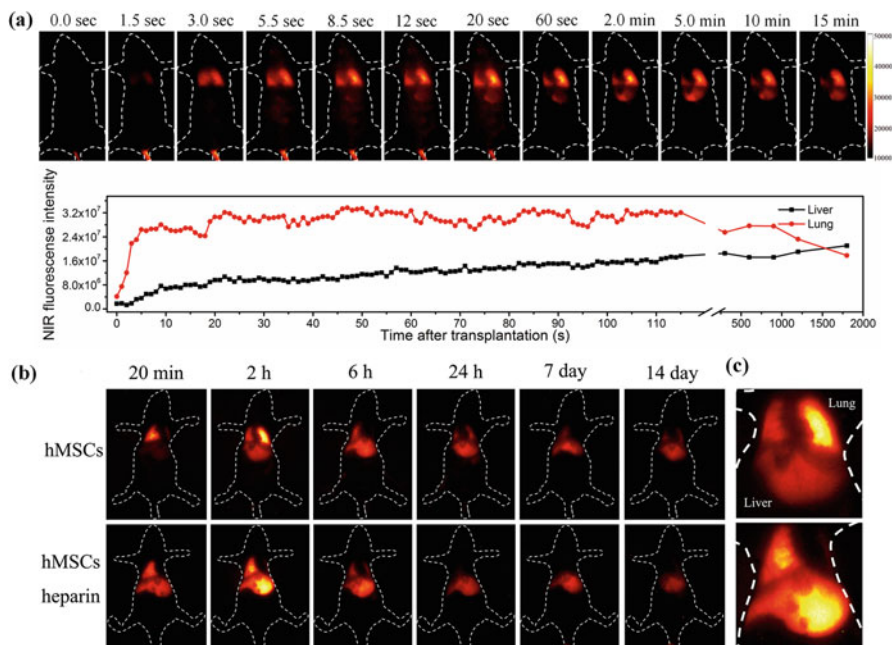 (a)
0.0 sec 1.5 sec 3.0 sec 5.5 sec 8.5 sec 12 sec 20 sec 60 sec 2.0 min 5.0 min 10 min 15 min
50000
40000
30000
20000
10000
NIR fluorescense intensity
3.2x10⁷
2.4x10⁷
1.6x10⁷
8.0x10⁶
0.0
Liver
Lung
0 10 20 30 40 50 60 70 80 90 100 110 500 1000 1500 2000
Time after transplantation (s)
(b)
20 min 2 h 6 h 24 h 7 day 14 day
hMSCs
hMSCs
heparin
(c)
Lung
Liver